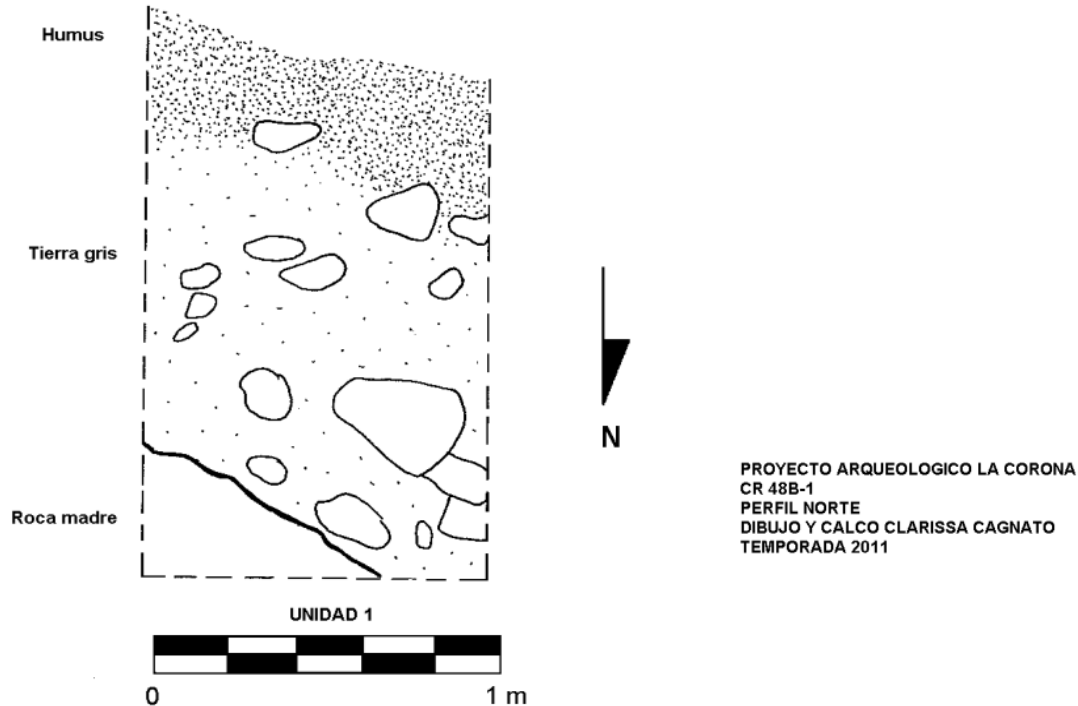 Humus
Tierra gris
Roca madre
N
PROYECTO ARQUEOLOGICO LA CORONA
CR 48B-1
PERFIL NORTE
DIBUJO Y CALCO CLARISSA CAGNATO
TEMPORADA 2011
UNIDAD 1
0 1 m